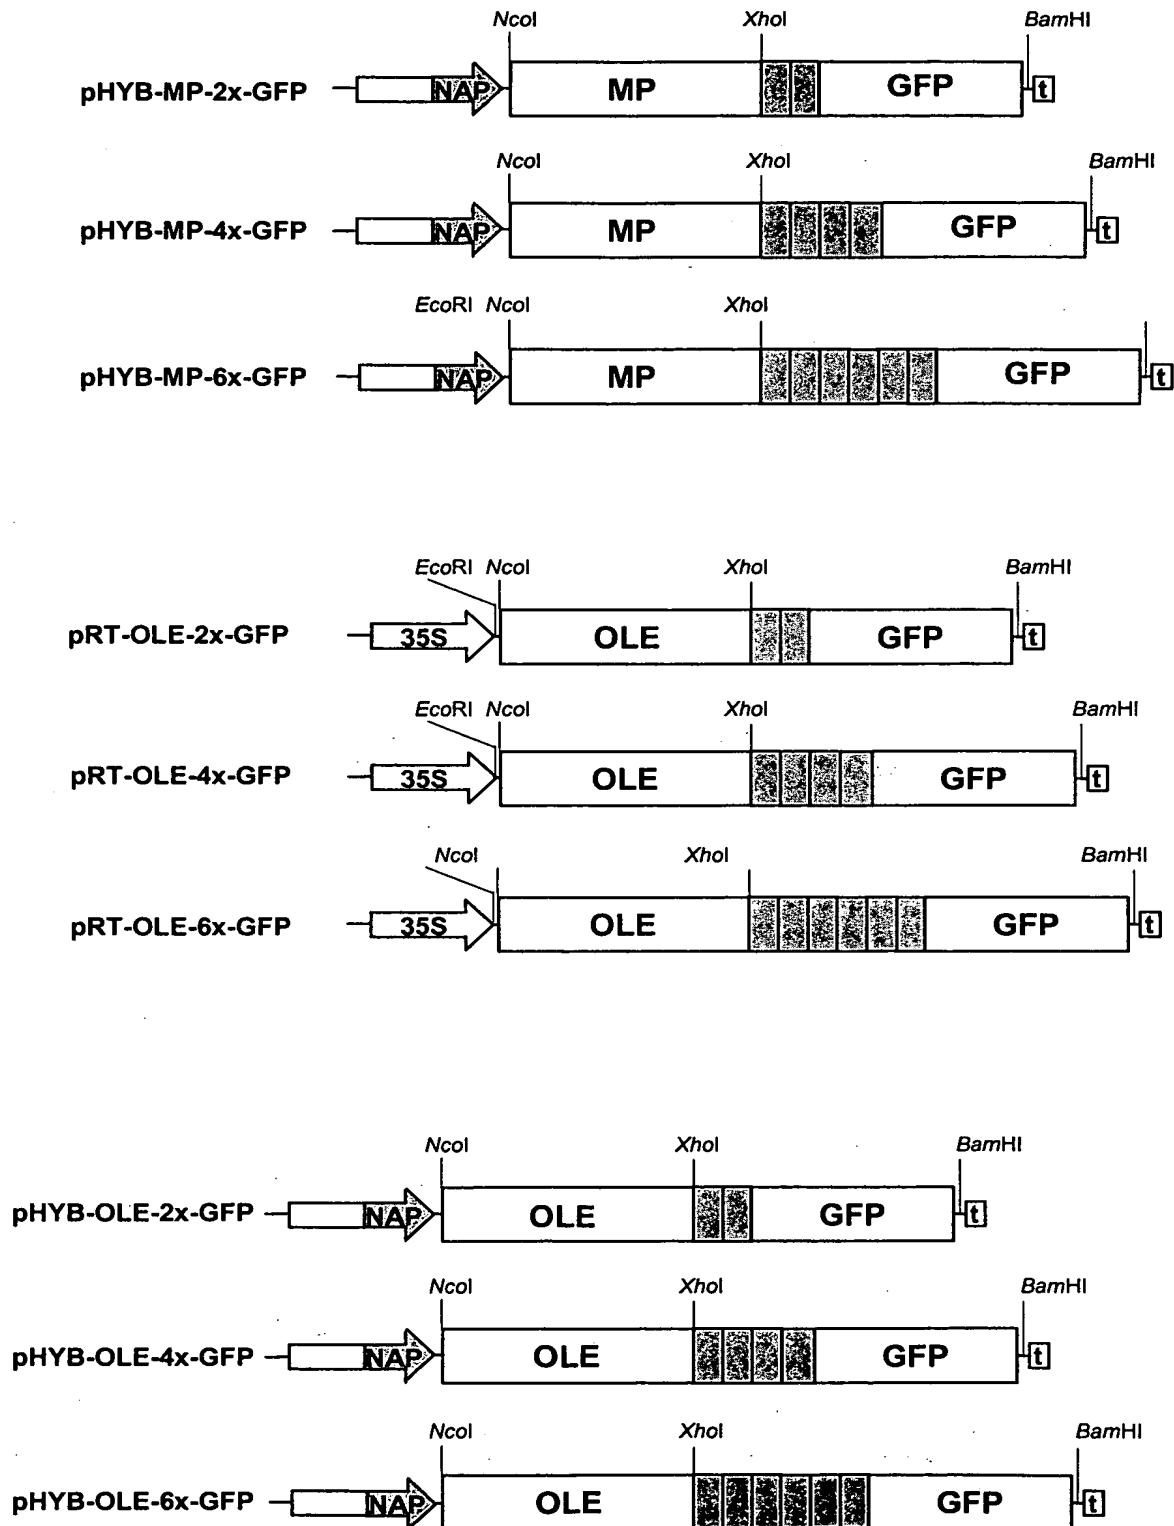 NcoI XhoI BamHI
pHYB-MP-2x-GFP NAP MP GFP t
NcoI XhoI BamHI
pHYB-MP-4x-GFP NAP MP GFP t
EcoRI NcoI XhoI
pHYB-MP-6x-GFP NAP MP GFP t
EcoRI NcoI XhoI BamHI
pRT-OLE-2x-GFP 35S OLE GFP t
EcoRI NcoI XhoI BamHI
pRT-OLE-4x-GFP 35S OLE GFP t
NcoI XhoI BamHI
pRT-OLE-6x-GFP 35S OLE GFP t
NcoI XhoI BamHI
pHYB-OLE-2x-GFP NAP OLE GFP t
NcoI XhoI BamHI
pHYB-OLE-4x-GFP NAP OLE GFP t
NcoI XhoI BamHI
pHYB-OLE-6x-GFP NAP OLE GFP t